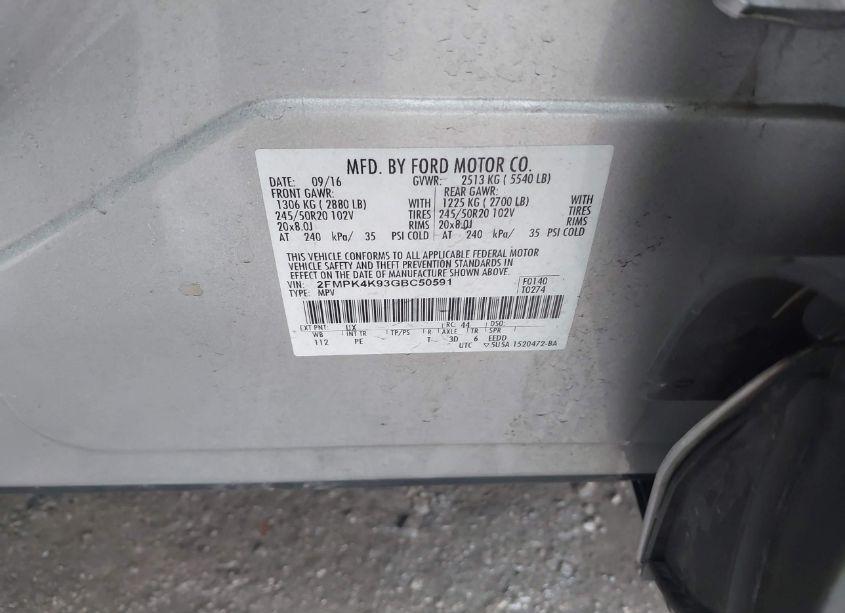 MFD. BY FORD MOTOR CO.
DATE: 09/16 GVWR: 2513 KG ( 5540 LB)
FRONT GAWR: REAR GAWR:
1306 KG ( 2880 LB) WITH 1225 KG ( 2700 LB) WITH
245/50R20 102V TIRES 245/50R20 102V TIRES
20x8.0J RIMS 20x8.0J RIMS
AT 240 kPa/ 35 PSI COLD AT 240 kPa/ 35 PSI COLD
THIS VEHICLE CONFORMS TO ALL APPLICABLE FEDERAL MOTOR
VEHICLE SAFETY AND THEFT PREVENTION STANDARDS IN
EFFECT ON THE DATE OF MANUFACTURE SHOWN ABOVE.
VIN: 2FMPK4K93GBC50591 F0140
TYPE: MPV T0274
EXT PNT: UX RC: 44 DSO:
WB INT TR TP/PS R AXLE TR SPR
112 PE T 3D 6 EEDD
UTC ▽SUSA 1520472-BA